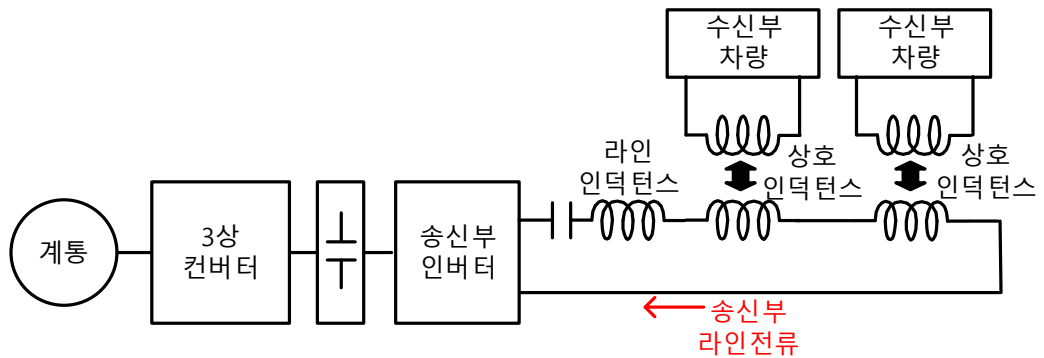 수신부
차량
수신부
차량
라인
인덕턴스
상호
인덕턴스
상호
인덕턴스
계통
3상
컨버터
송신부
인버터
송신부
라인전류